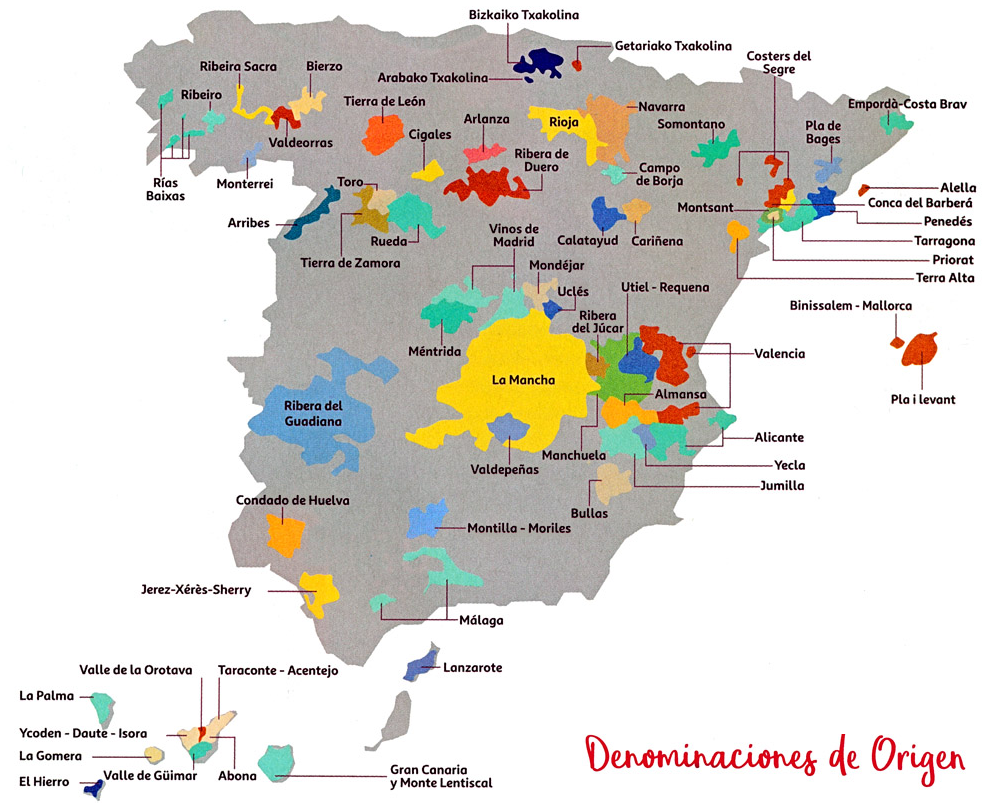 Bizkaiko Txakolina
Getariako Txakolina
Costers del
Segre
Ribeira Sacra
Bierzo
Arabako Txakolina
Ribeiro
Tierra de León
Navarra
Empordà-Costa Brav
Rioja
Arlanza
Somontano
Pla de
Bages
Cigales
Valdeorras
Ribera de
Duero
Campo
de Borja
Rías
Baixas
Monterrei
Toro
Alella
Conca del Barberá
Montsant
Arribes
Penedés
Vinos de
Madrid
Rueda
Calatayud
Cariñena
Tarragona
Tierra de Zamora
Priorat
Mondéjar
Terra Alta
Uclés
Utiel - Requena
Binissalem - Mallorca
Ribera
del Júcar
Méntrida
Valencia
La Mancha
Almansa
Pla i levant
Ribera del
Guadiana
Alicante
Manchuela
Valdepeñas
Yecla
Jumilla
Condado de Huelva
Bullas
Montilla - Moriles
Jerez-Xérès-Sherry
Málaga
Lanzarote
Valle de la Orotava
Taraconte - Acentejo
La Palma
Ycoden - Daute - Isora
La Gomera
El Hierro
Valle de Güimar
Abona
Gran Canaria
y Monte Lentiscal
Denominaciones de Origen